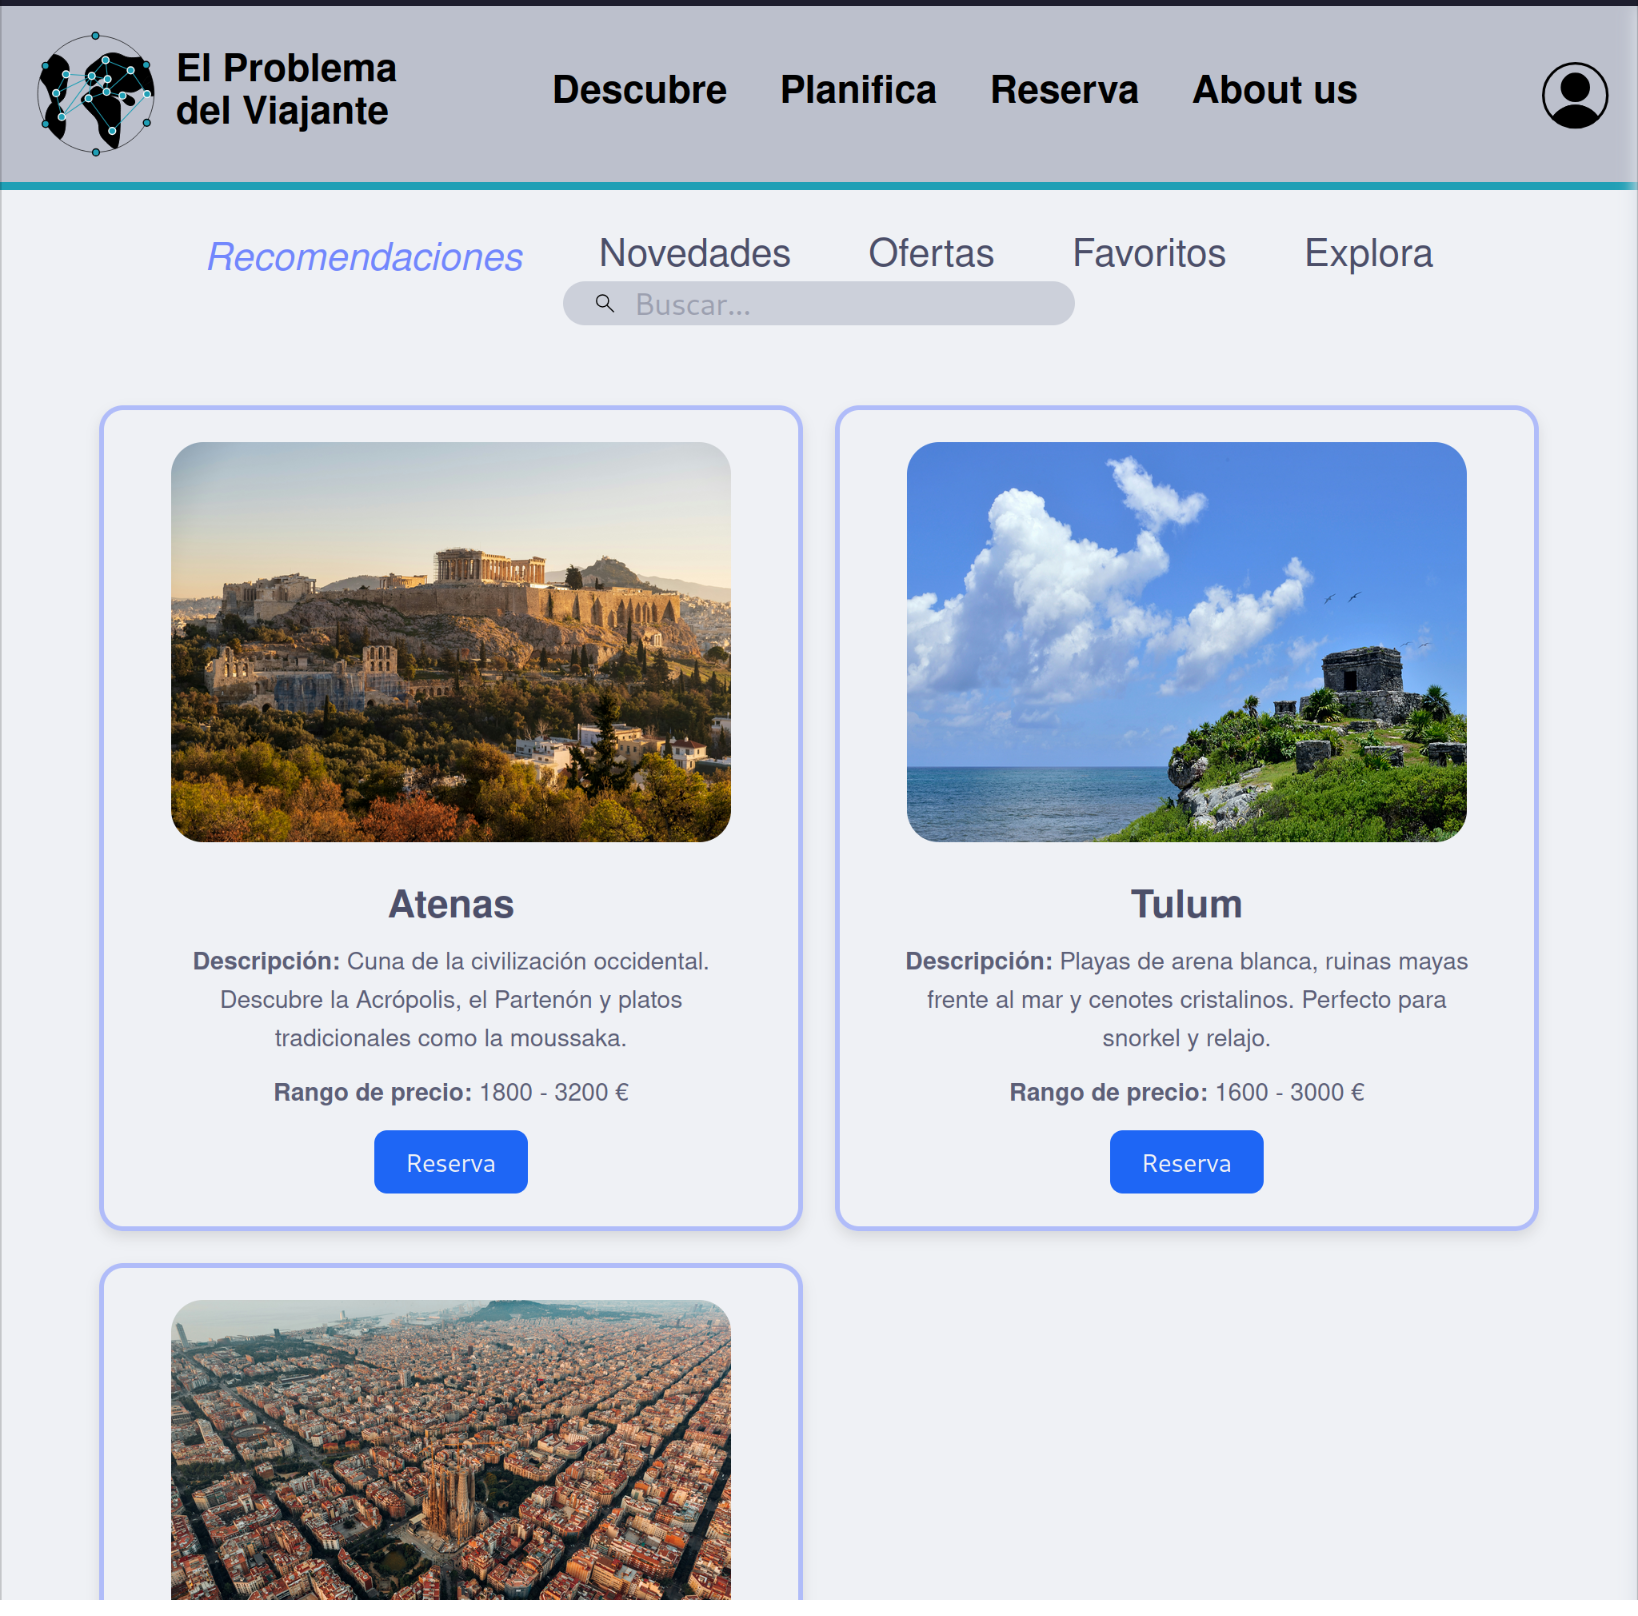 El Problema
del Viajante
Descubre Planifica Reserva About us
Recomendaciones Novedades Ofertas Favoritos Explora
Buscar...
Atenas
Descripción: Cuna de la civilización occidental.
Descubre la Acrópolis, el Partenón y platos
tradicionales como la moussaka.
Rango de precio: 1800 - 3200 €
Reserva
Tulum
Descripción: Playas de arena blanca, ruinas mayas
frente al mar y cenotes cristalinos. Perfecto para
snorkel y relajo.
Rango de precio: 1600 - 3000 €
Reserva